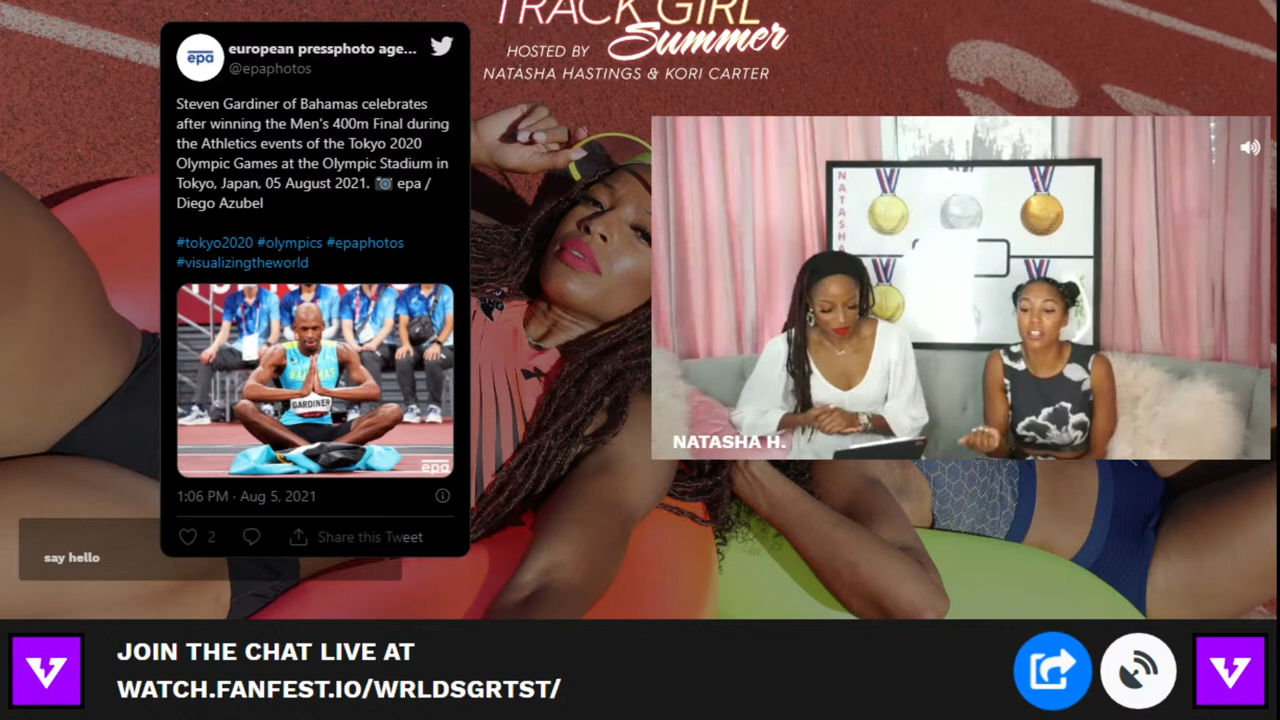 TRACK GIRL
Summer
HOSTED BY
NATASHA HASTINGS & KORI CARTER
european pressphoto age...
@epaphotos
epa
Steven Gardiner of Bahamas celebrates
after winning the Men's 400m Final during
the Athletics events of the Tokyo 2020
Olympic Games at the Olympic Stadium in
Tokyo, Japan, 05 August 2021. 📷 epa /
Diego Azubel
#tokyo2020 #olympics #epaphotos
#visualizingtheworld
BAHAMAS
GARDINER
epa
1:06 PM · Aug 5, 2021
2
Share this Tweet
say hello
NATASHA
NATASHA H.
JOIN THE CHAT LIVE AT
WATCH.FANFEST.IO/WRLDSGRTST/